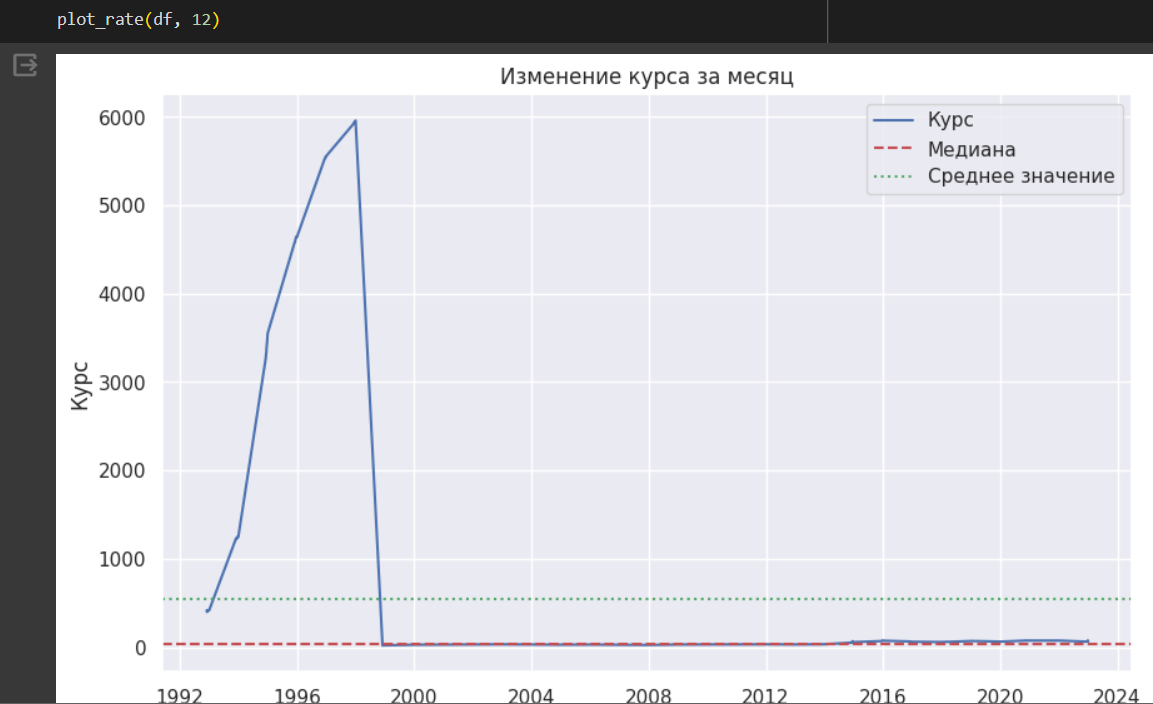 plot_rate(df, 12)
Изменение курса за месяц
Курс
Медиана
Среднее значение
6000
5000
4000
3000
2000
1000
0
Курс
1992 1996 2000 2004 2008 2012 2016 2020 2024